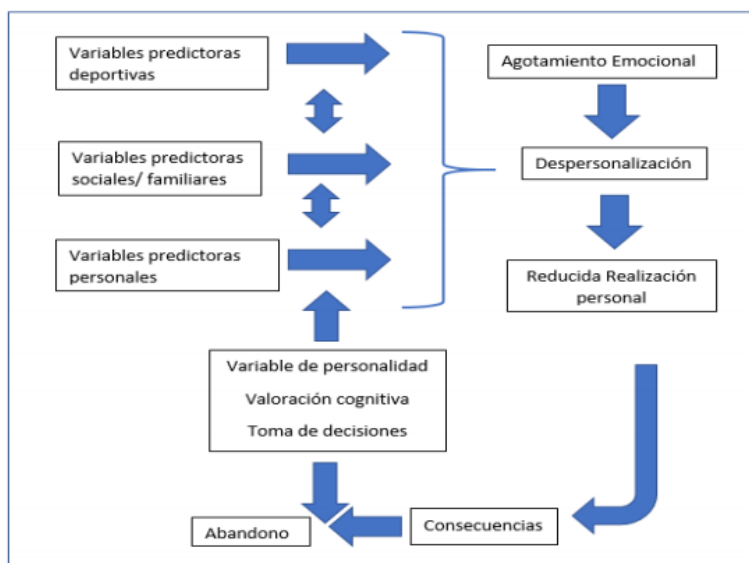 Variables predictoras
deportivas
Variables predictoras
sociales/ familiares
Variables predictoras
personales
Variable de personalidad
Valoración cognitiva
Toma de decisiones
Abandono
Consecuencias
Agotamiento Emocional
Despersonalización
Reducida Realización
personal